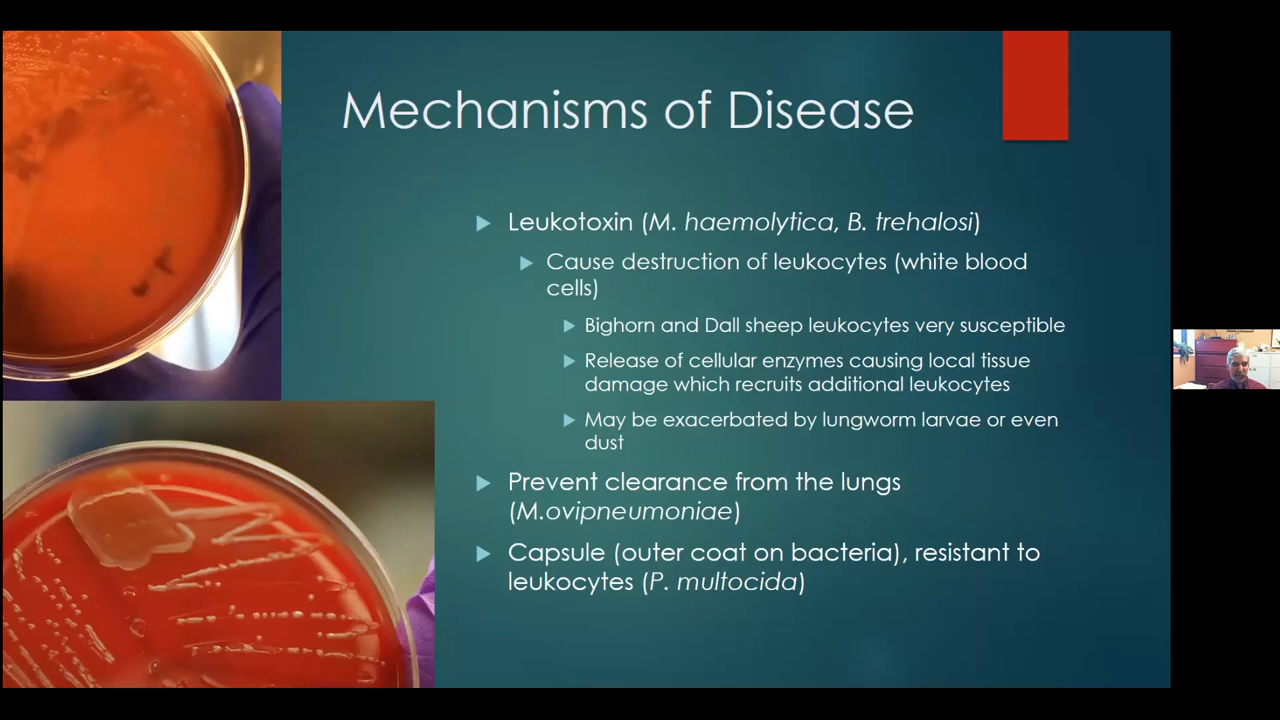 Mechanisms of Disease
Leukotoxin (M. haemolytica, B. trehalosi)
Cause destruction of leukocytes (white blood
cells)
Bighorn and Dall sheep leukocytes very susceptible
Release of cellular enzymes causing local tissue
damage which recruits additional leukocytes
May be exacerbated by lungworm larvae or even
dust
Prevent clearance from the lungs
(M.ovipneumoniae)
Capsule (outer coat on bacteria), resistant to
leukocytes (P. multocida)